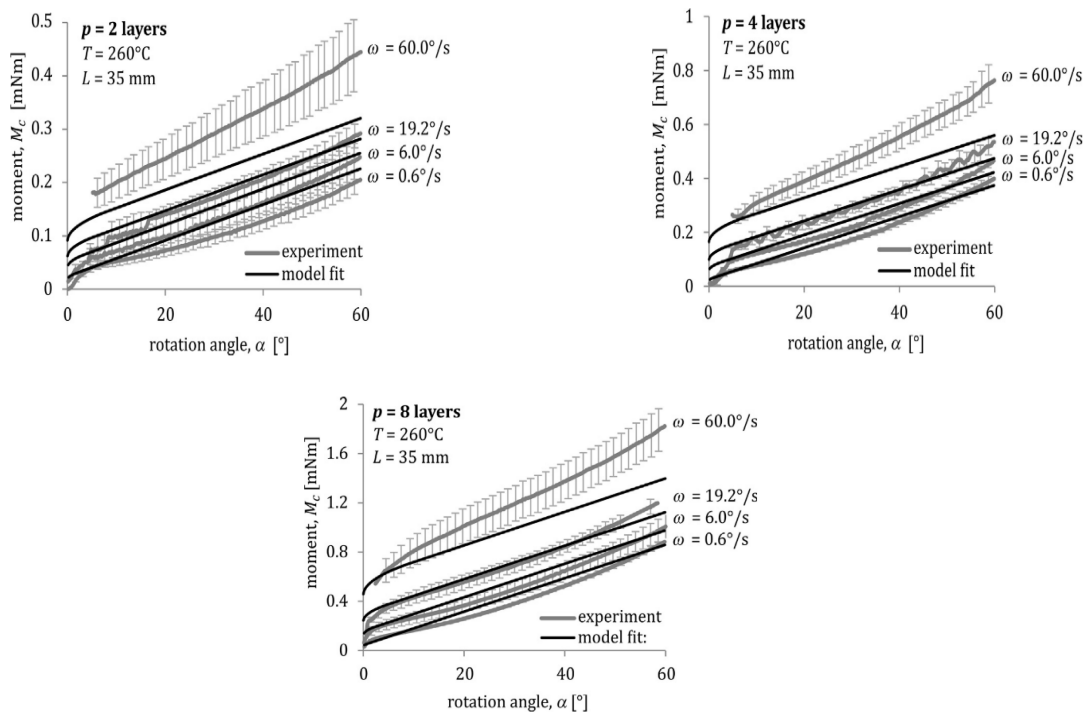 p = 2 layers
T = 260°C
L = 35 mm
moment, M_c [mNm]
0.5
0.4
0.3
0.2
0.1
0
0 20 40 60
rotation angle, α [°]
ω = 60.0°/s
ω = 19.2°/s
ω = 6.0°/s
ω = 0.6°/s
experiment
model fit
p = 4 layers
T = 260°C
L = 35 mm
moment, M_c [mNm]
1
0.8
0.6
0.4
0.2
0
0 20 40 60
rotation angle, α [°]
ω = 60.0°/s
ω = 19.2°/s
ω = 6.0°/s
ω = 0.6°/s
experiment
model fit
p = 8 layers
T = 260°C
L = 35 mm
moment, M_c [mNm]
2
1.6
1.2
0.8
0.4
0
0 20 40 60
rotation angle, α [°]
ω = 60.0°/s
ω = 19.2°/s
ω = 6.0°/s
ω = 0.6°/s
experiment
model fit: